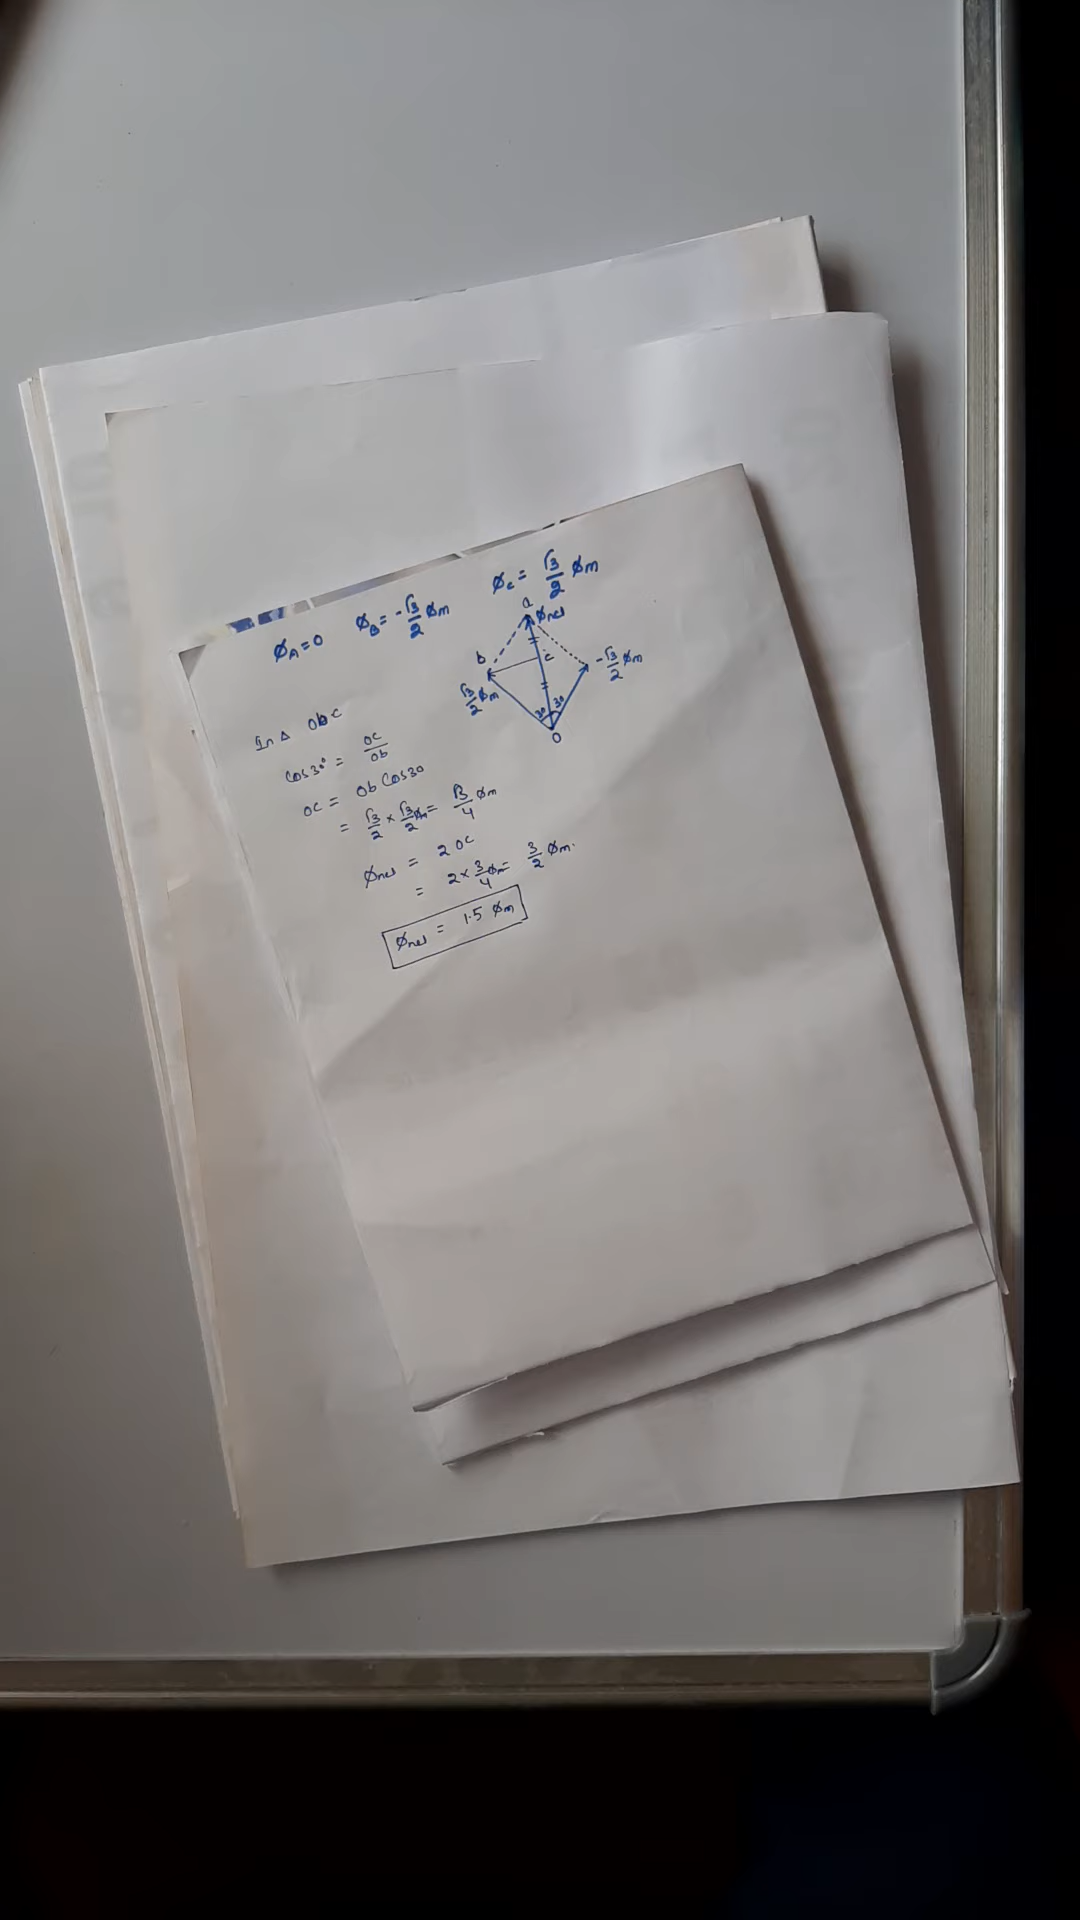 ϕA = 0 ϕB = -√3/2 ϕm ϕc = √3/2 ϕm
a ϕnet
b c -√3/2 ϕm
√3/2 ϕm
30 30
O
In Δ Obc
Cos30° = Oc/Ob
Oc = Ob Cos30
= √3/2 × √3/2 ϕm = √3/4 ϕm
ϕnet = 2 Oc
= 2 × 3/4 ϕm = 3/2 ϕm.
ϕnet = 1.5 ϕm